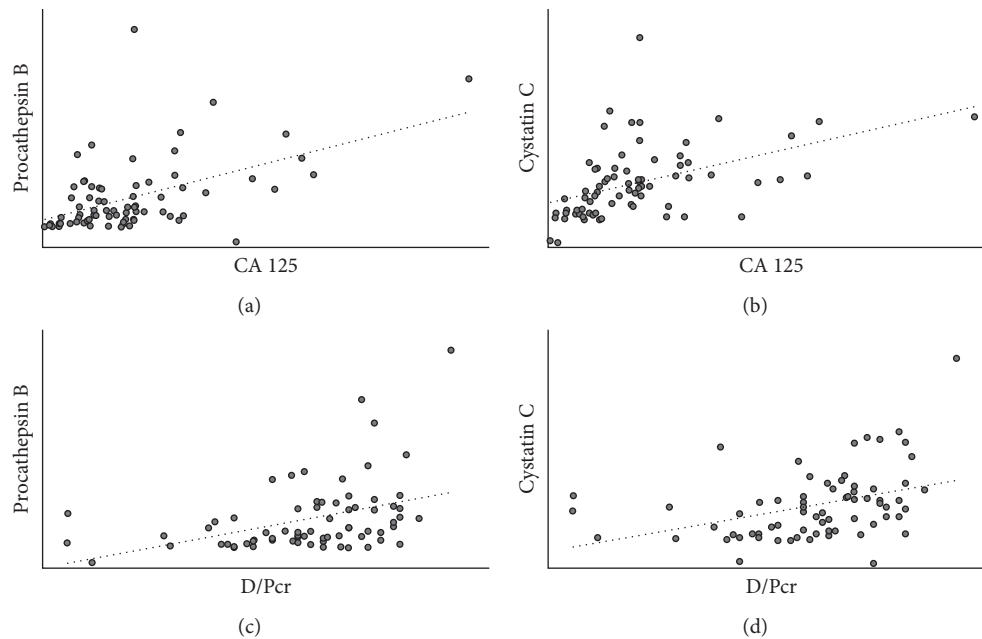 Procathepsin B
CA 125
(a)
Cystatin C
CA 125
(b)
Procathepsin B
D/Pcr
(c)
Cystatin C
D/Pcr
(d)